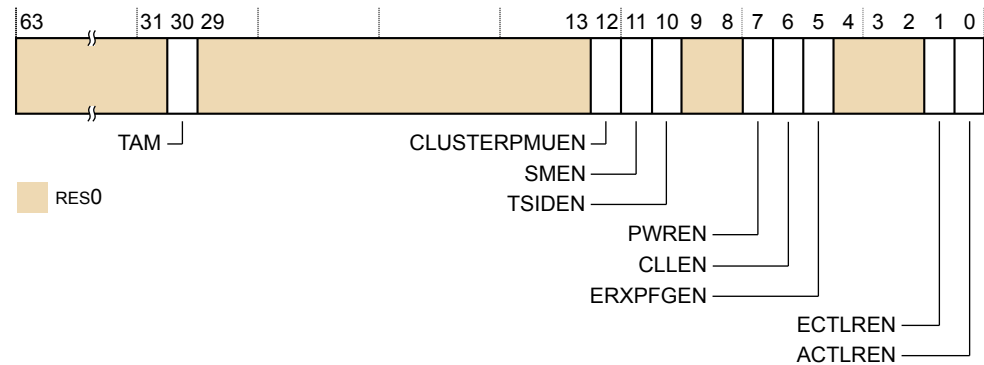 63 31 30 29 13 12 11 10 9 8 7 6 5 4 3 2 1 0
TAM
CLUSTERPMUEN
SMEN
RES0
TSIDEN
PWREN
CLLEN
ERXPFGEN
ECTLREN
ACTLREN